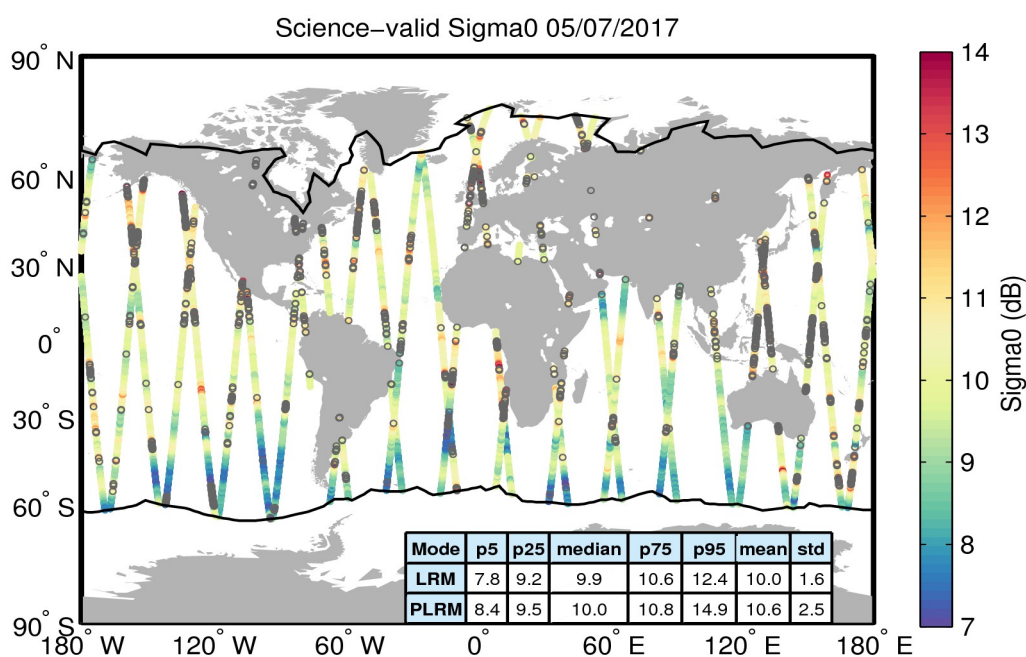 Science−valid Sigma0 05/07/2017
90° N
60° N
30° N
0°
30° S
60° S
90° S
180° W
120° W
60° W
0°
60° E
120° E
180° E
14
13
12
11
10
9
8
7
Sigma0 (dB)
Mode p5 p25 median p75 p95 mean std
LRM 7.8 9.2 9.9 10.6 12.4 10.0 1.6
PLRM 8.4 9.5 10.0 10.8 14.9 10.6 2.5